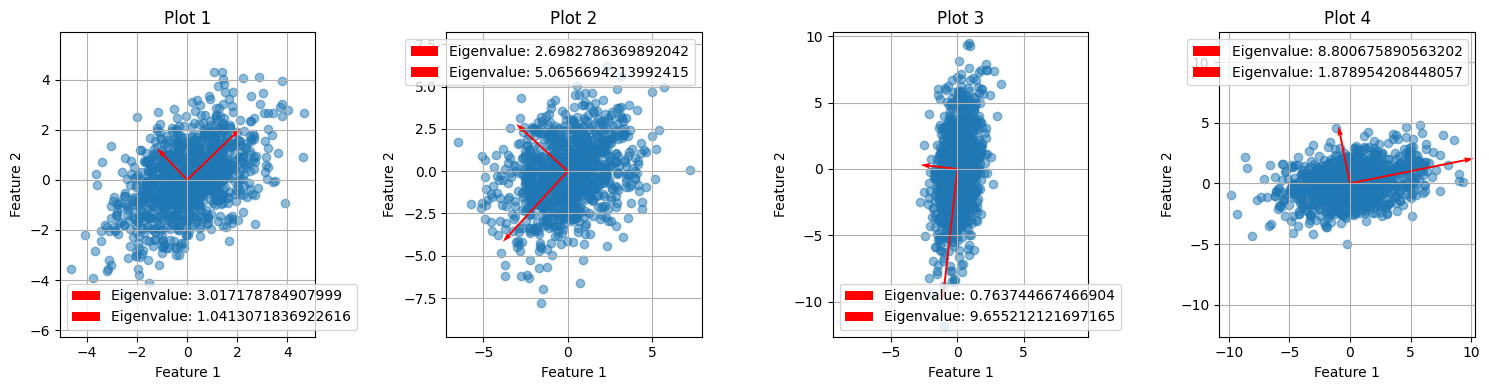 Plot 1
Feature 2
4
2
0
−2
−4
−6
Eigenvalue: 3.017178784907999
Eigenvalue: 1.0413071836922616
−4
−2
0
2
4
Feature 1
Plot 2
Feature 2
7.5
5.0
2.5
0.0
−2.5
−5.0
−7.5
Eigenvalue: 2.6982786369892042
Eigenvalue: 5.0656694213992415
−5
0
5
Feature 1
Plot 3
Feature 2
10
5
0
−5
−10
Eigenvalue: 0.763744667466904
Eigenvalue: 9.655212121697165
−5
0
5
Feature 1
Plot 4
Feature 2
10
5
0
−5
−10
Eigenvalue: 8.800675890563202
Eigenvalue: 1.878954208448057
−10
−5
0
5
10
Feature 1